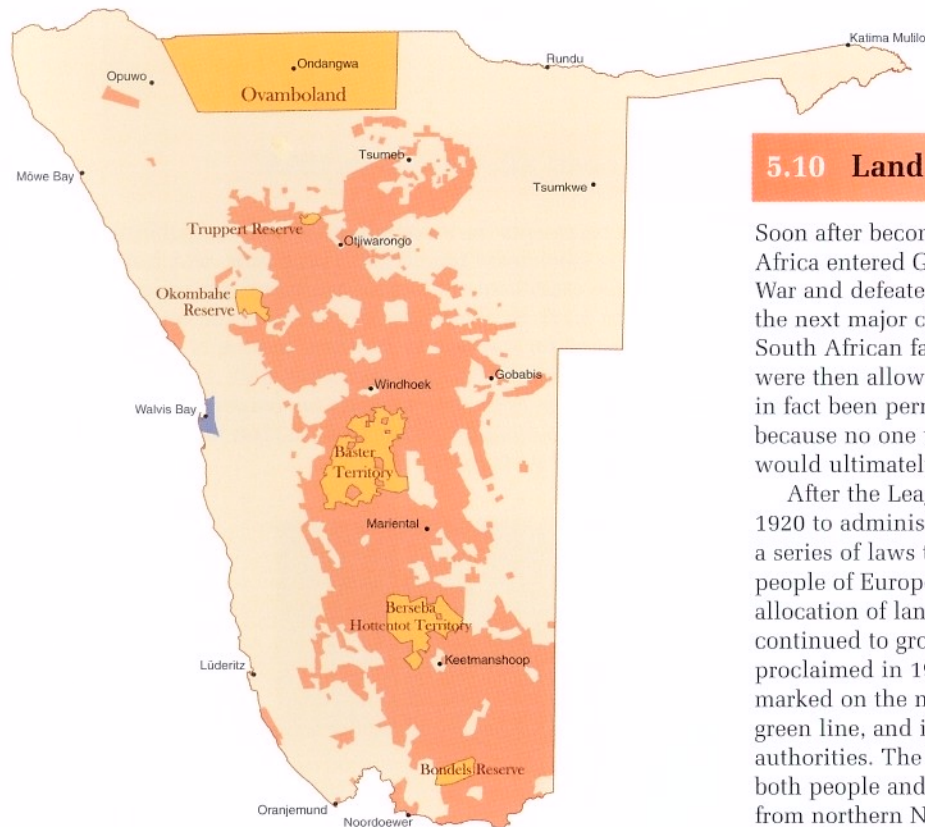 Katima Mulilo
Rundu
Ondangwa
Opuwo
Ovamboland
Tsumeb
Tsumkwe
Möwe Bay
Truppert Reserve
Otjiwarongo
Okombahe
Reserve
Gobabis
Windhoek
Walvis Bay
Baster
Territory
Mariental
Berseba
Hottentot Territory
Keetmanshoop
Lüderitz
Bondels Reserve
Oranjemund
Noordoewer
5.10 Land
Soon after becor
Africa entered G
War and defeate
the next major c
South African fa
were then allow
in fact been perr
because no one
would ultimatel
After the Lea
1920 to adminis
a series of laws t
people of Europe
allocation of lan
continued to gro
proclaimed in 19
marked on the n
green line, and i
authorities. The
both people and
from northern N